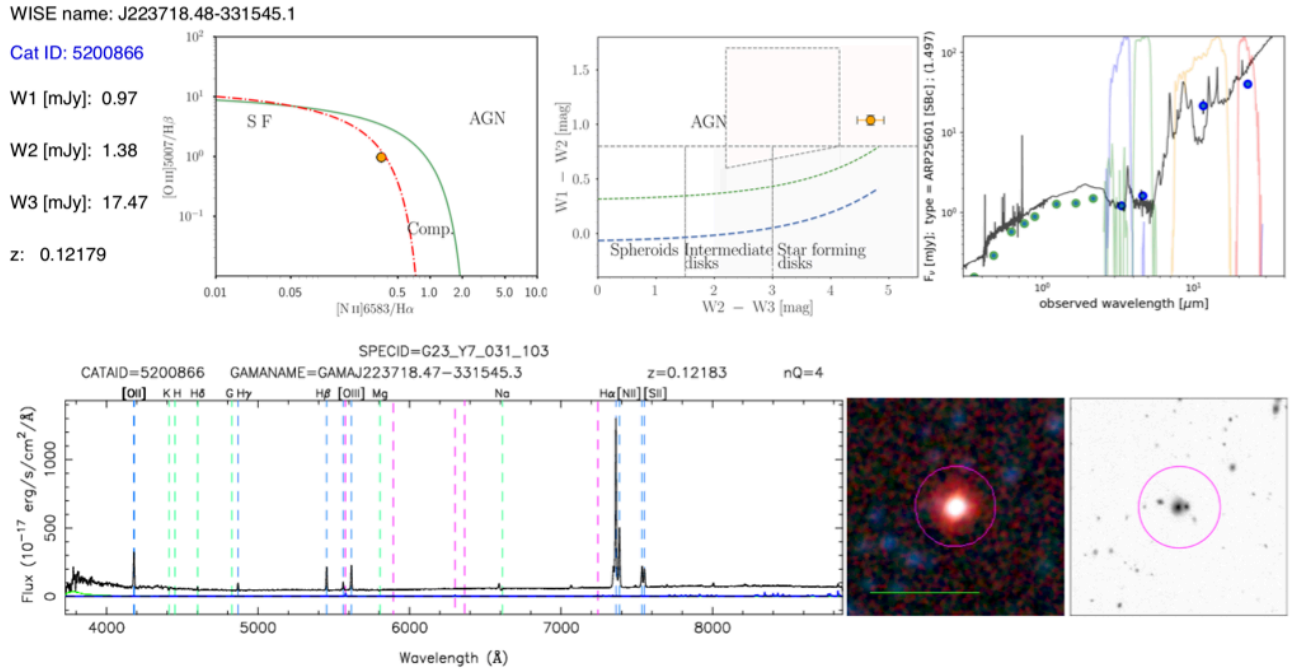 WISE name: J223718.48-331545.1
Cat ID: 5200866
W1 [mJy]: 0.97
W2 [mJy]: 1.38
W3 [mJy]: 17.47
z: 0.12179
10²
10¹
10⁰
10⁻¹
[O III]5007/Hβ
S F
AGN
Comp.
0.01
0.05
0.5
1.0
2.0
10.0
[N II]6583/Hα
1.5
1.0
0.5
0.0
W1 − W2 [mag]
AGN
Spheroids
Intermediate disks
Star forming disks
0
1
2
3
4
5
W2 − W3 [mag]
10²
10¹
10⁰
Fν [mJy]; type = ARP25601 [SBc] ; (1.497)
10⁰
10¹
observed wavelength [μm]
SPECID=G23_Y7_031_103
CATAID=5200866 GAMANAME=GAMAJ223718.47-331545.3 z=0.12183 nQ=4
[OII] K H Hδ G Hγ Hβ [OIII] Mg Na Hα [NII] [SII]
1000
500
0
Flux (10⁻¹⁷ erg/s/cm²/Å)
4000 5000 6000 7000 8000
Wavelength (Å)